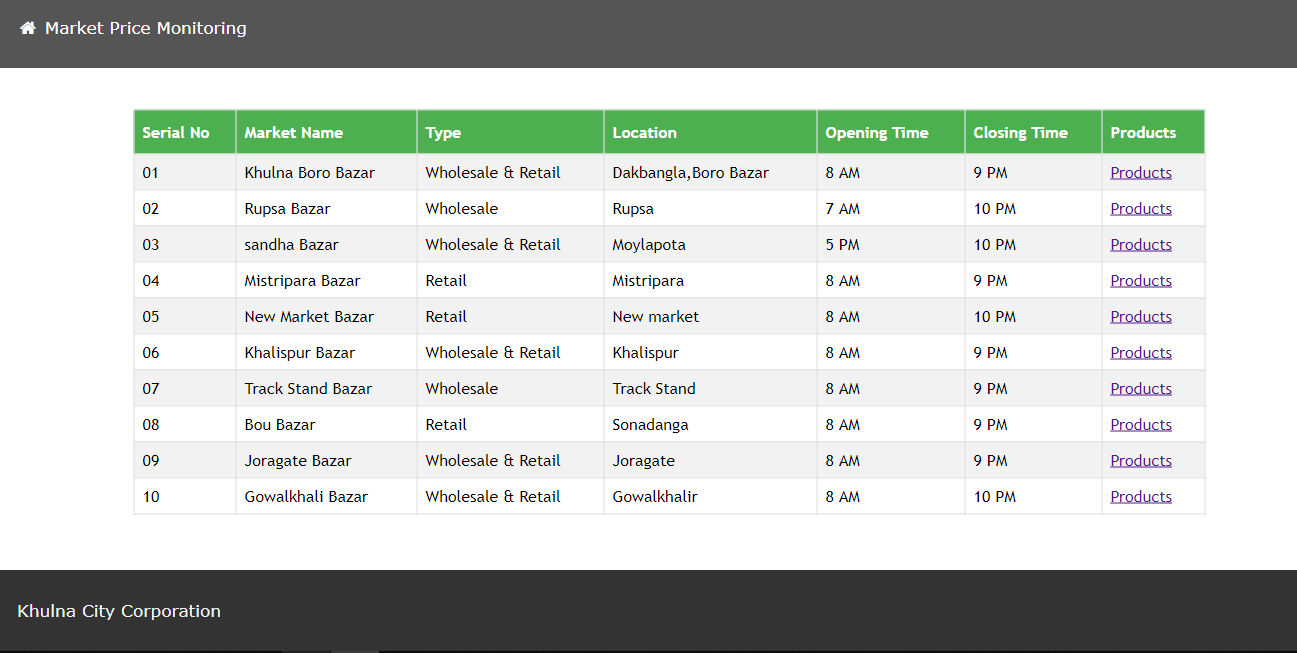 Market Price Monitoring
Serial No Market Name Type Location Opening Time Closing Time Products
01 Khulna Boro Bazar Wholesale & Retail Dakbangla,Boro Bazar 8 AM 9 PM Products
02 Rupsa Bazar Wholesale Rupsa 7 AM 10 PM Products
03 sandha Bazar Wholesale & Retail Moylapota 5 PM 10 PM Products
04 Mistripara Bazar Retail Mistripara 8 AM 9 PM Products
05 New Market Bazar Retail New market 8 AM 10 PM Products
06 Khalispur Bazar Wholesale & Retail Khalispur 8 AM 9 PM Products
07 Track Stand Bazar Wholesale Track Stand 8 AM 9 PM Products
08 Bou Bazar Retail Sonadanga 8 AM 9 PM Products
09 Joragate Bazar Wholesale & Retail Joragate 8 AM 9 PM Products
10 Gowalkhali Bazar Wholesale & Retail Gowalkhalir 8 AM 10 PM Products
Khulna City Corporation